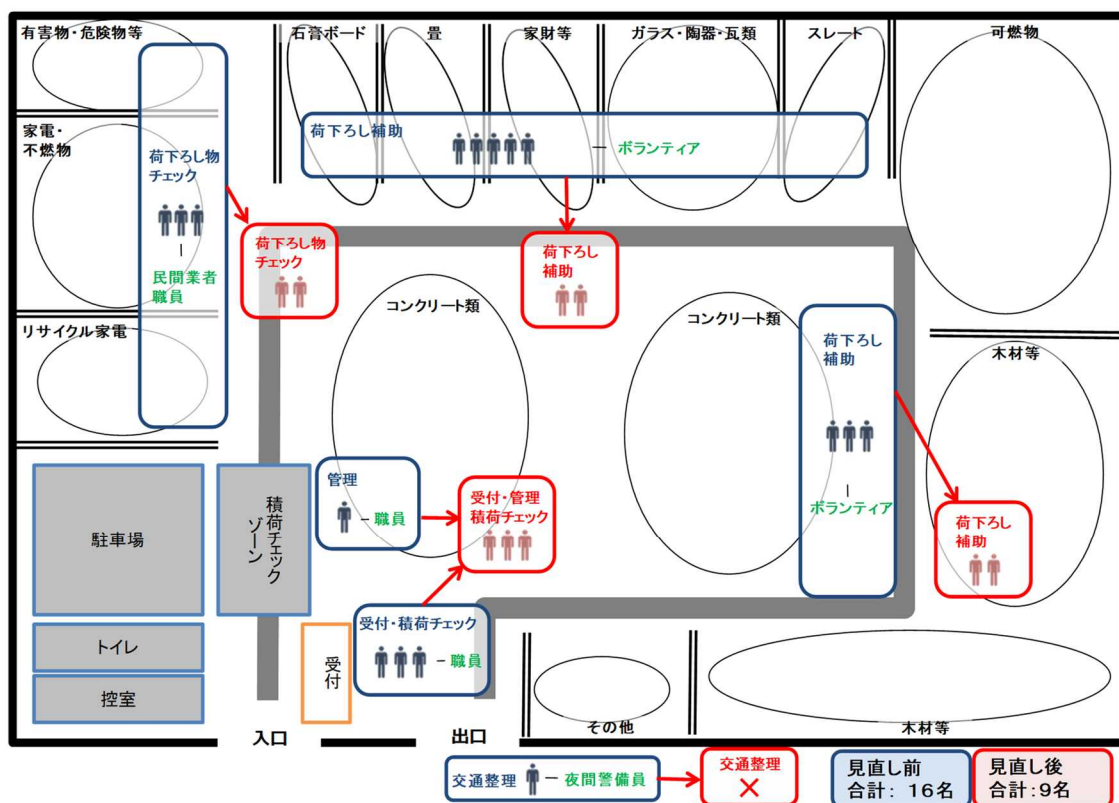 有害物・危険物等
石膏ボード
畳
家財等
ガラス・陶器・瓦類
スレート
可燃物
家電・
不燃物
荷下ろし物
チェック
民間業者
職員
荷下ろし補助
ボランティア
荷下ろし物
チェック
荷下ろし
補助
リサイクル家電
コンクリート類
コンクリート類
荷下ろし
補助
ボランティア
木材等
駐車場
積荷チェック
ゾーン
管理
職員
受付・管理
積荷チェック
荷下ろし
補助
トイレ
控室
受付
受付・積荷チェック
職員
その他
木材等
入口
出口
交通整理
夜間警備員
交通整理
×
見直し前
合計: 16名
見直し後
合計:9名